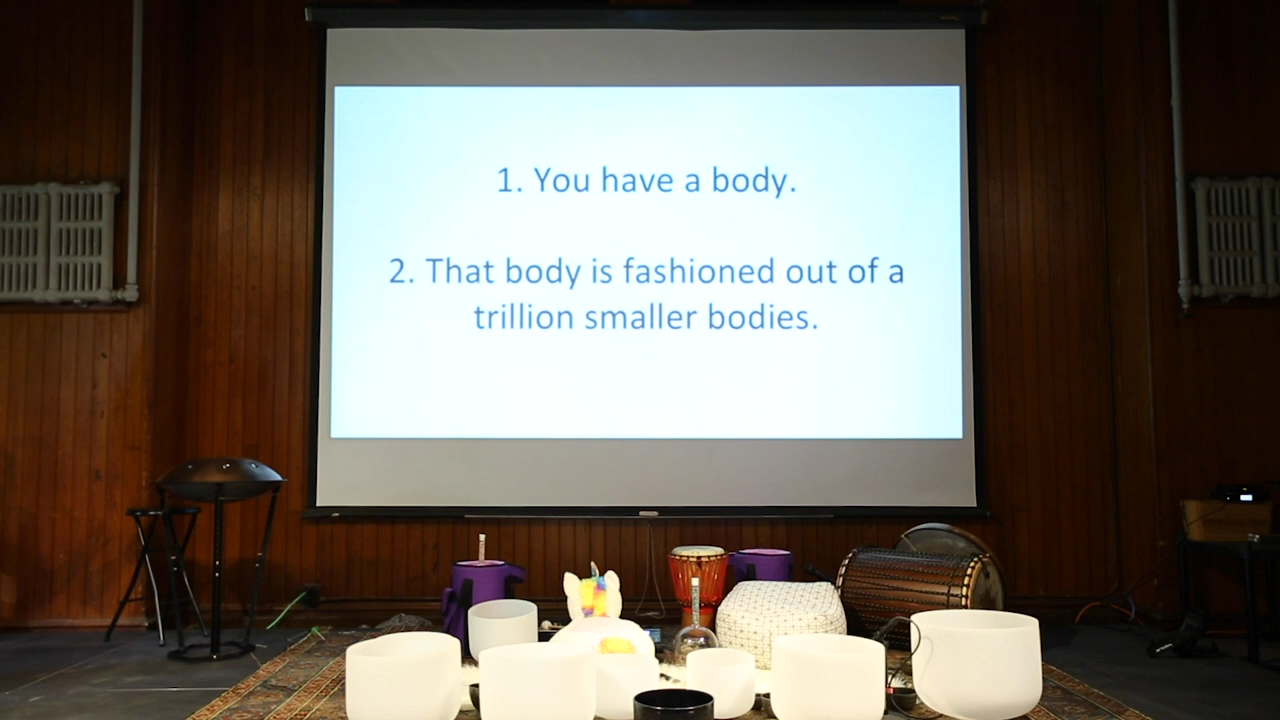 1. You have a body.
2. That body is fashioned out of a
trillion smaller bodies.